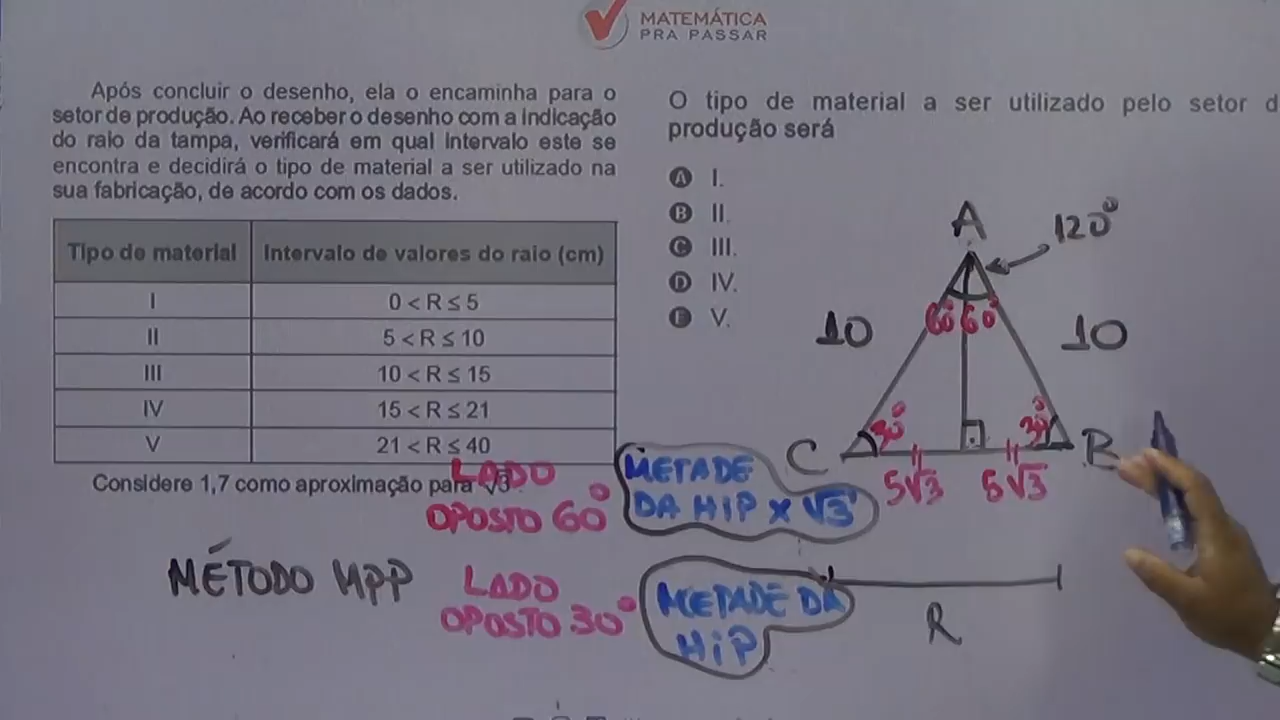 MATEMÁTICA
PRA PASSAR
Após concluir o desenho, ela o encaminha para o
setor de produção. Ao receber o desenho com a indicação
do raio da tampa, verificará em qual intervalo este se
encontra e decidirá o tipo de material a ser utilizado na
sua fabricação, de acordo com os dados.
Tipo de material Intervalo de valores do raio (cm)
I 0 < R ≤ 5
II 5 < R ≤ 10
III 10 < R ≤ 15
IV 15 < R ≤ 21
V 21 < R ≤ 40
Considere 1,7 como aproximação para √3
O tipo de material a ser utilizado pelo setor d
produção será
A I.
B II.
C III.
D IV.
E V.
A
120°
60° 60°
10 10
30° 30°
C B
5√3 5√3
R
MÉTODO MPP
LADO
OPOSTO 60°
METADE
DA HIP X √3
LADO
OPOSTO 30°
METADE DA
HIP